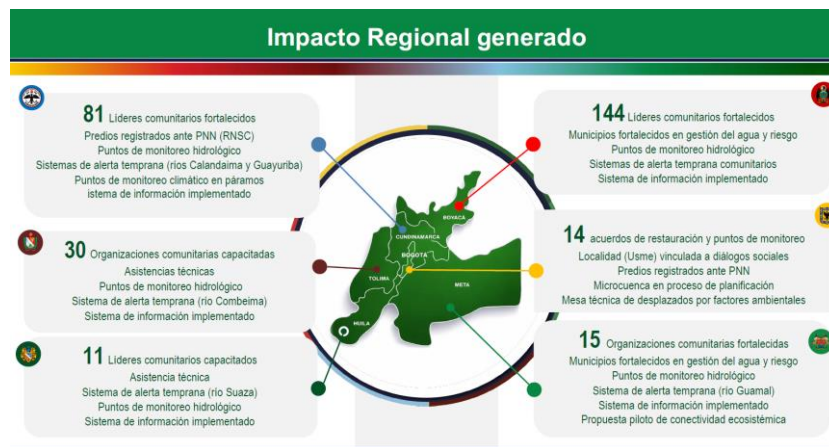 Impacto Regional generado
81 Líderes comunitarios fortalecidos
Predios registrados ante PNN (RNSC)
Puntos de monitoreo hidrológico
Sistemas de alerta temprana (ríos Calandaima y Guayuriba)
Puntos de monitoreo climático en páramos
istema de información implementado
30 Organizaciones comunitarias capacitadas
Asistencias técnicas
Puntos de monitoreo hidrológico
Sistema de alerta temprana (río Combeima)
Sistema de información implementado
11 Líderes comunitarios capacitados
Asistencia técnica
Sistema de alerta temprana (río Suaza)
Puntos de monitoreo hidrológico
Sistema de información implementado
BOYACÁ
CUNDINAMARCA
BOGOTÁ
TOLIMA
META
HUILA
144 Líderes comunitarios fortalecidos
Municipios fortalecidos en gestión del agua y riesgo
Puntos de monitoreo hidrológico
Sistemas de alerta temprana comunitarios
Sistema de información implementado
14 acuerdos de restauración y puntos de monitoreo
Localidad (Usme) vinculada a diálogos sociales
Predios registrados ante PNN
Microcuenca en proceso de planificación
Mesa técnica de desplazados por factores ambientales
15 Organizaciones comunitarias fortalecidas
Municipios fortalecidos en gestión del agua y riesgo
Puntos de monitoreo hidrológico
Sistema de alerta temprana (río Guamal)
Sistema de información implementado
Propuesta piloto de conectividad ecosistémica